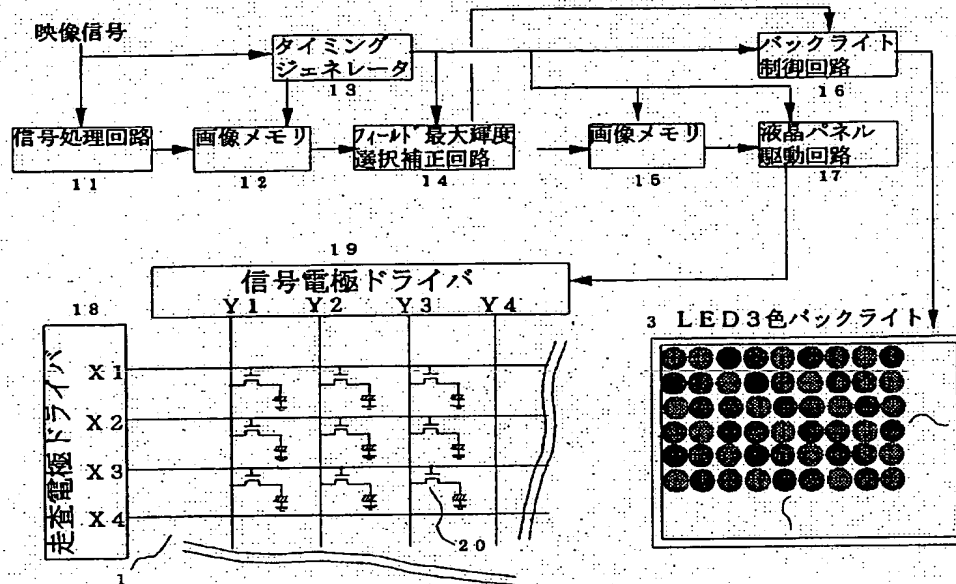 映像信号
タイミング
ジェネレータ
13
バックライト
制御回路
16
信号処理回路
11
画像メモリ
12
フィールド最大輝度
選択補正回路
14
画像メモリ
15
液晶パネル
駆動回路
17
19
信号電極ドライバ
Y1 Y2 Y3 Y4
18
走査電極ドライバ
X1
X2
X3
X4
20
1
3 LED3色バックライト